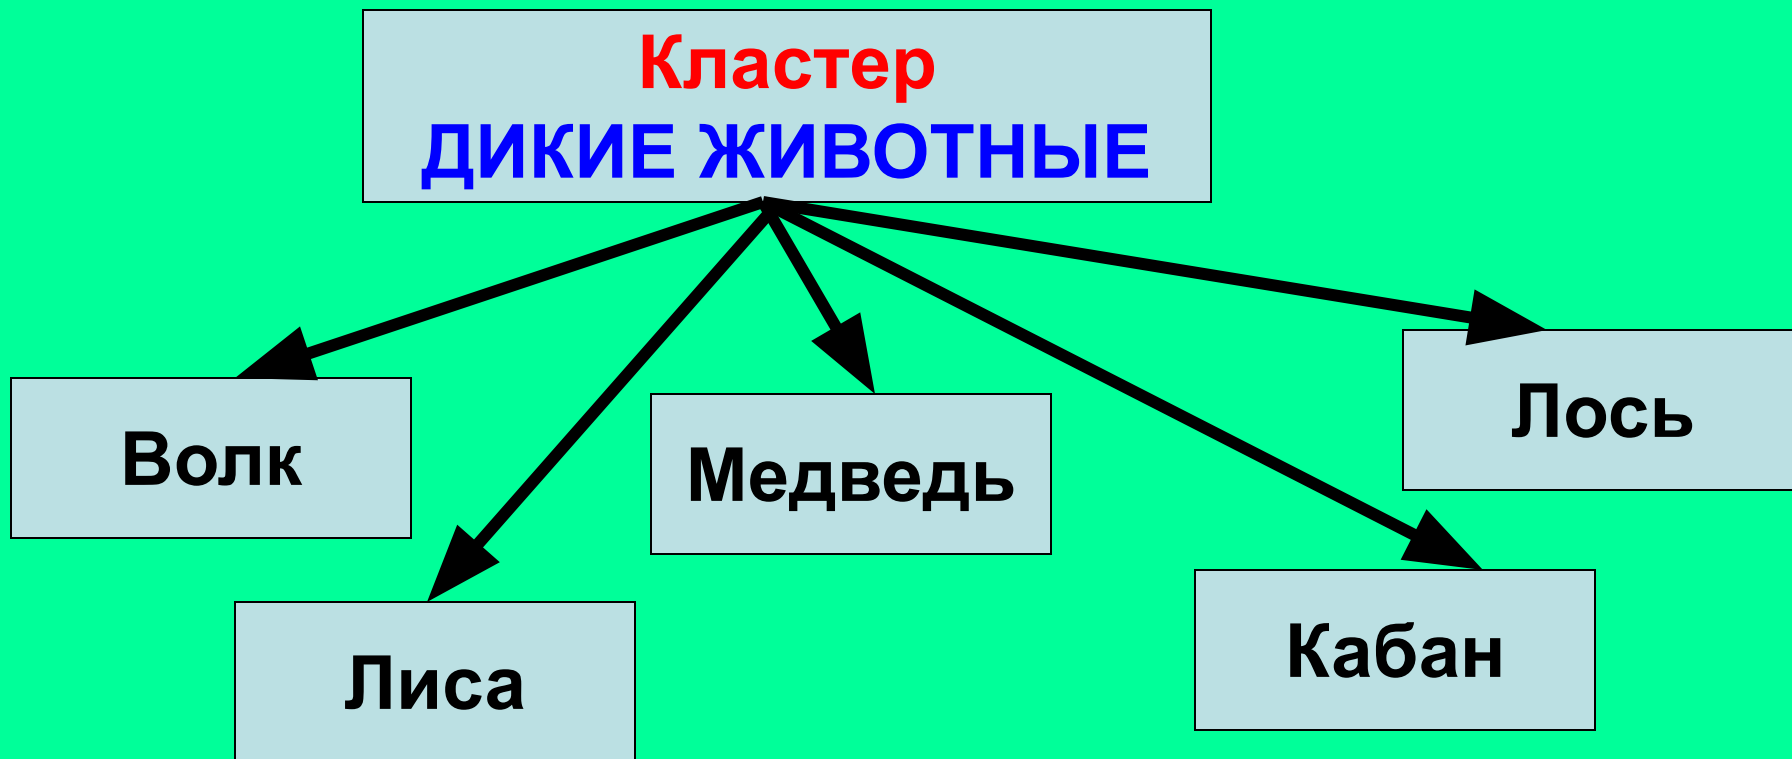 Кластер
ДИКИЕ ЖИВОТНЫЕ
Волк
Лиса
Медведь
Кабан
Лось